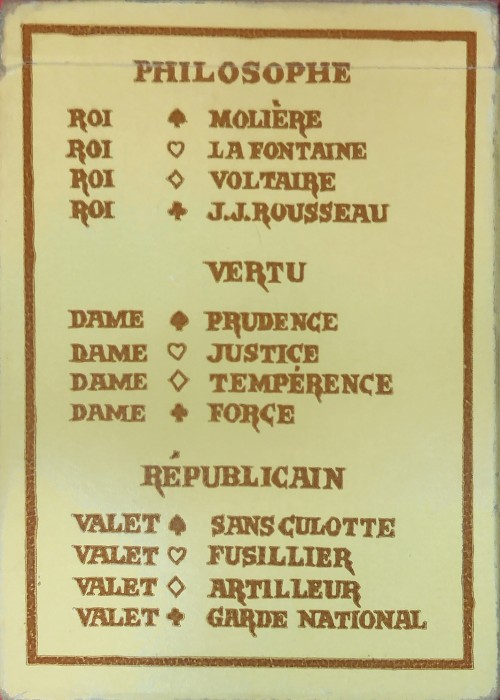 PHILOSOPHE
ROI ♠ MOLIÈRE
ROI ♡ LA FONTAINE
ROI ◇ VOLTAIRE
ROI ♣ J.J.ROUSSEAU
VERTU
DAME ♠ PRUDENCE
DAME ♡ JUSTICE
DAME ◇ TEMPÉRENCE
DAME ♣ FORCE
RÉPUBLICAIN
VALET ♠ SANS CULOTTE
VALET ♡ FUSILLIER
VALET ◇ ARTILLEUR
VALET ♣ GARDE NATIONAL